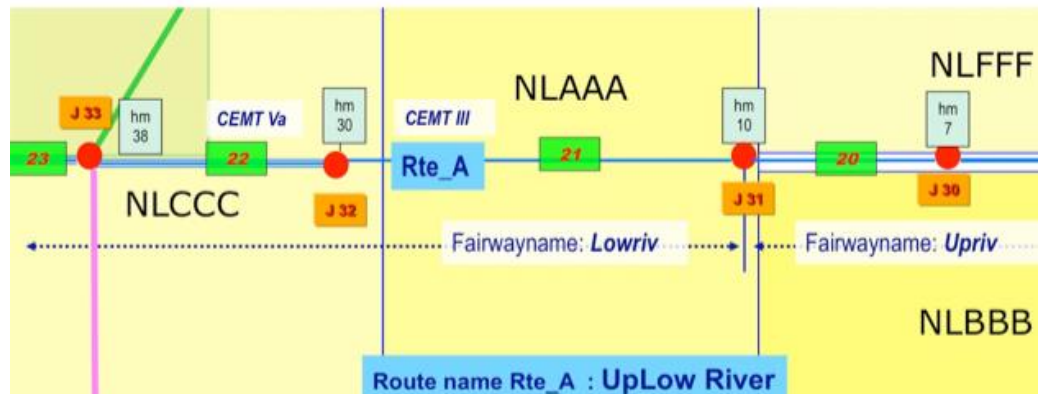 NLAAA
NLFFF
J 33
hm
38
CEMT Va
hm
30
CEMT III
hm
10
hm
7
23
22
Rte_A
21
20
NLCCC
J 32
J 31
J 30
Fairwayname: Lowriv
Fairwayname: Upriv
NLBBB
Route name Rte_A : UpLow River